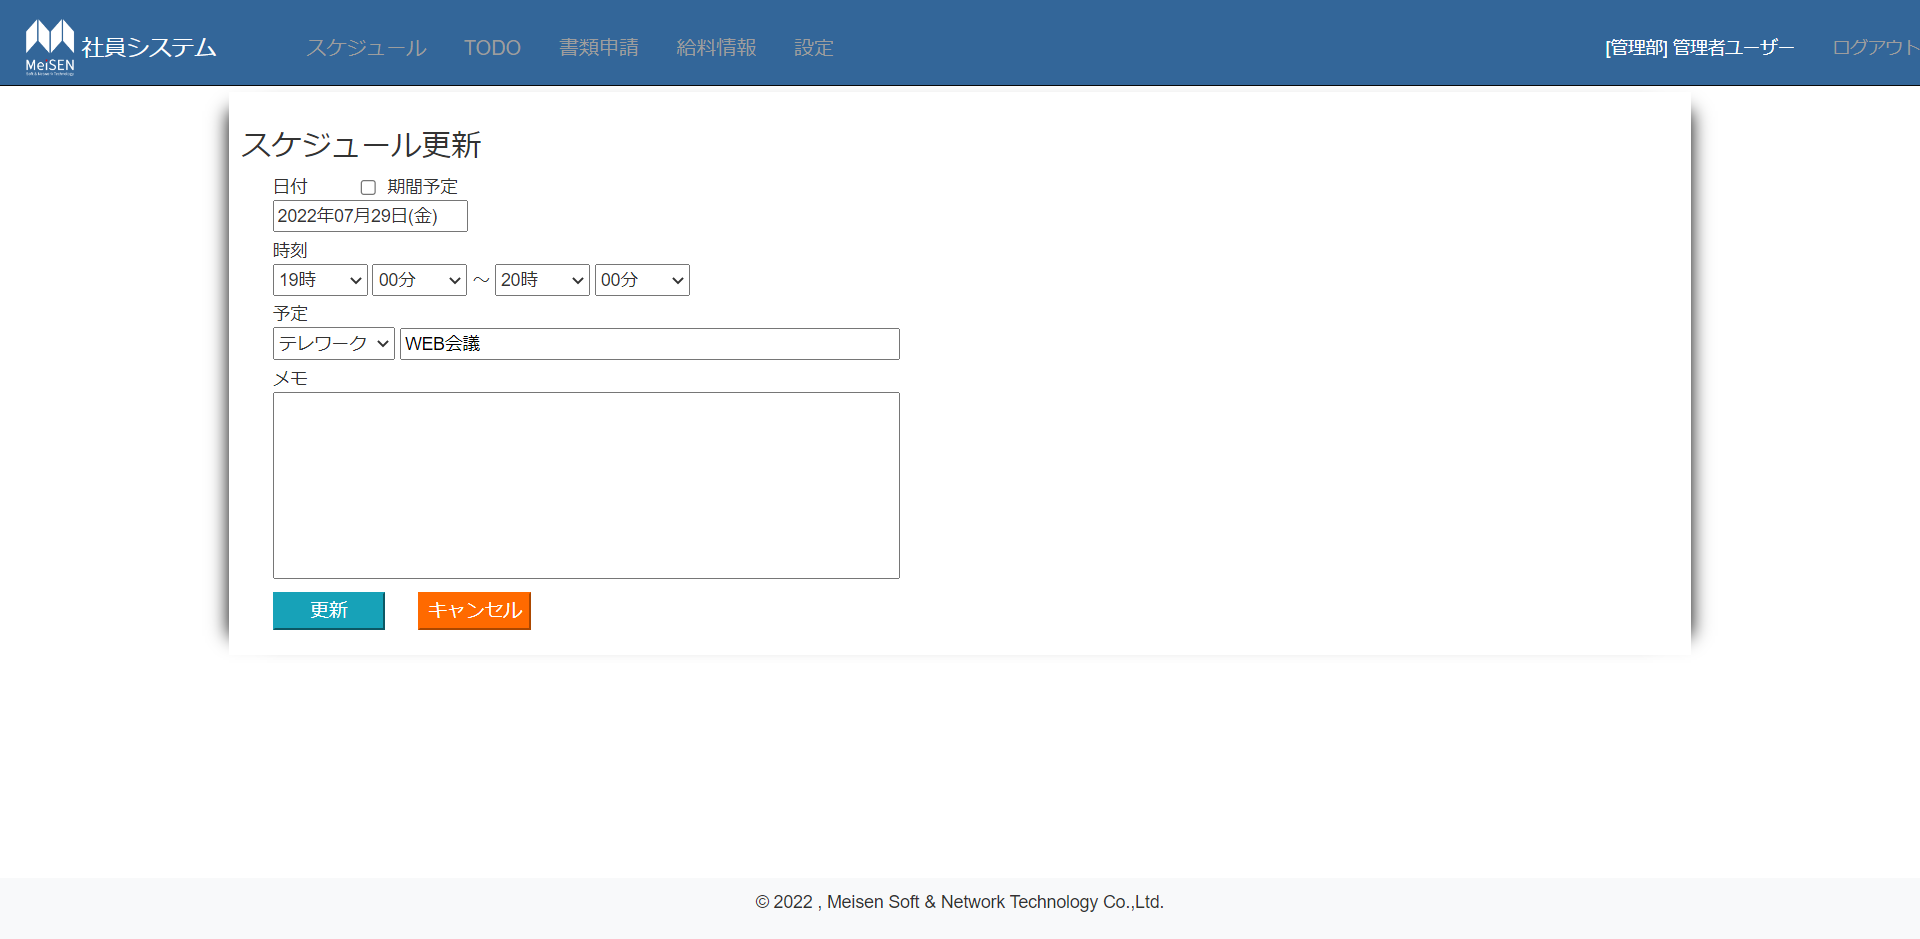 MeiSEN
Soft & Network Technology
社員システム
スケジュール
TODO
書類申請
給料情報
設定
[管理部] 管理者ユーザー
ログアウト
スケジュール更新
日付 期間予定
2022年07月29日(金)
時刻
19時 00分 ～ 20時 00分
予定
テレワーク WEB会議
メモ
更新 キャンセル
© 2022 , Meisen Soft & Network Technology Co.,Ltd.